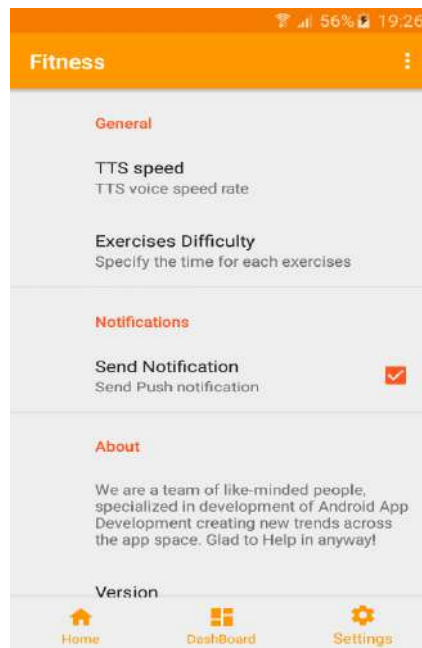 56% 19:26
Fitness
General
TTS speed
TTS voice speed rate
Exercises Difficulty
Specify the time for each exercises
Notifications
Send Notification
Send Push notification
About
We are a team of like-minded people,
specialized in development of Android App
Development creating new trends across
the app space. Glad to Help in anyway!
Version
Home DashBoard Settings